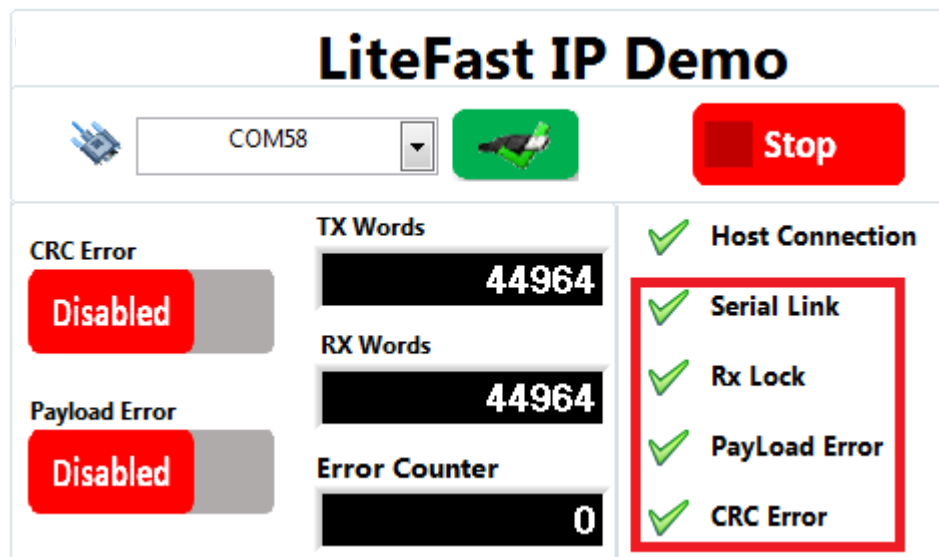 LiteFast IP Demo
COM58
Stop
CRC Error
Disabled
Payload Error
Disabled
TX Words
44964
RX Words
44964
Error Counter
0
Host Connection
Serial Link
Rx Lock
PayLoad Error
CRC Error